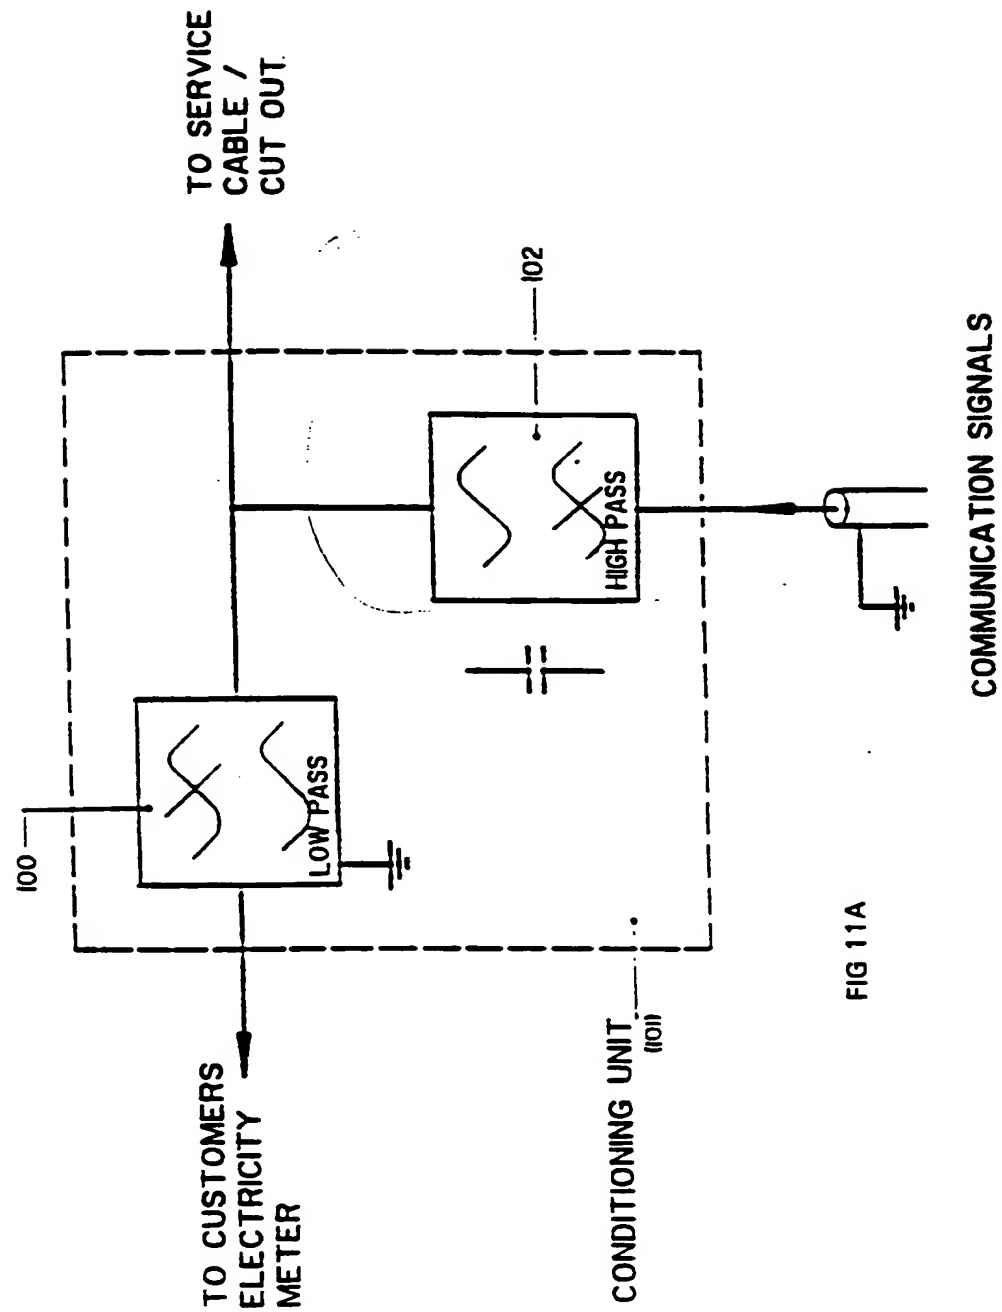 TO SERVICE
CABLE /
CUT OUT.
100
102
LOW PASS
HIGH PASS
TO CUSTOMERS
ELECTRICITY
METER
CONDITIONING UNIT.
(101)
FIG 11A
COMMUNICATION SIGNALS